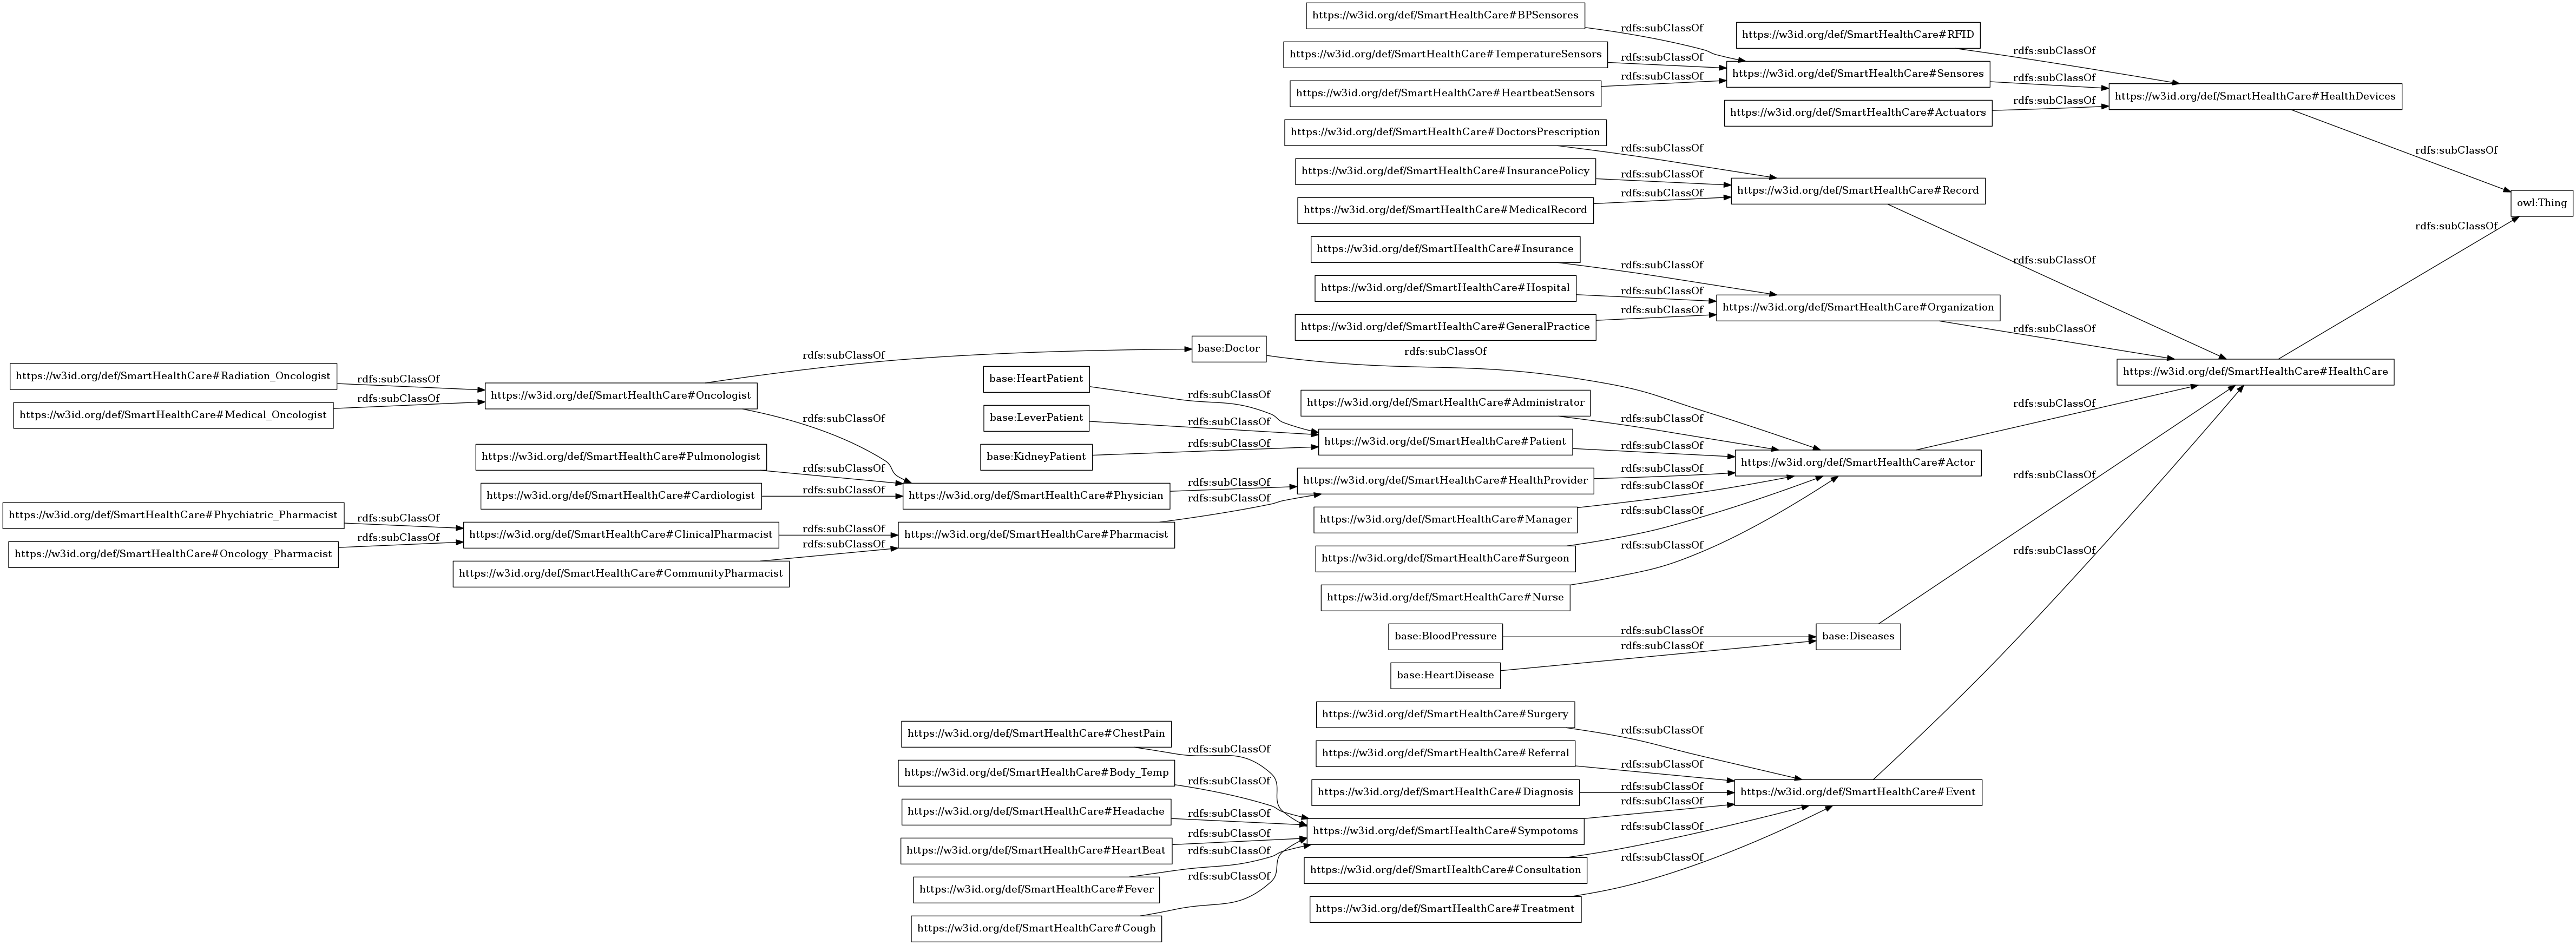 https://w3id.org/def/SmartHealthCare#BPSensores
rdfs:subClassOf
https://w3id.org/def/SmartHealthCare#RFID
rdfs:subClassOf
https://w3id.org/def/SmartHealthCare#TemperatureSensors
rdfs:subClassOf
https://w3id.org/def/SmartHealthCare#Sensores
rdfs:subClassOf
https://w3id.org/def/SmartHealthCare#HeartbeatSensors
rdfs:subClassOf
https://w3id.org/def/SmartHealthCare#HealthDevices
https://w3id.org/def/SmartHealthCare#Actuators
rdfs:subClassOf
rdfs:subClassOf
https://w3id.org/def/SmartHealthCare#DoctorsPrescription
rdfs:subClassOf
https://w3id.org/def/SmartHealthCare#InsurancePolicy
rdfs:subClassOf
https://w3id.org/def/SmartHealthCare#Record
https://w3id.org/def/SmartHealthCare#MedicalRecord
rdfs:subClassOf
owl:Thing
rdfs:subClassOf
https://w3id.org/def/SmartHealthCare#Insurance
rdfs:subClassOf
rdfs:subClassOf
https://w3id.org/def/SmartHealthCare#Hospital
rdfs:subClassOf
https://w3id.org/def/SmartHealthCare#Organization
rdfs:subClassOf
https://w3id.org/def/SmartHealthCare#GeneralPractice
rdfs:subClassOf
base:Doctor
rdfs:subClassOf
rdfs:subClassOf
https://w3id.org/def/SmartHealthCare#HealthCare
https://w3id.org/def/SmartHealthCare#Radiation_Oncologist
rdfs:subClassOf
https://w3id.org/def/SmartHealthCare#Oncologist
https://w3id.org/def/SmartHealthCare#Medical_Oncologist
rdfs:subClassOf
rdfs:subClassOf
base:HeartPatient
rdfs:subClassOf
base:LeverPatient
rdfs:subClassOf
base:KidneyPatient
rdfs:subClassOf
https://w3id.org/def/SmartHealthCare#Administrator
rdfs:subClassOf
rdfs:subClassOf
https://w3id.org/def/SmartHealthCare#Patient
rdfs:subClassOf
https://w3id.org/def/SmartHealthCare#Actor
https://w3id.org/def/SmartHealthCare#Pulmonologist
rdfs:subClassOf
https://w3id.org/def/SmartHealthCare#Cardiologist
rdfs:subClassOf
https://w3id.org/def/SmartHealthCare#Physician
rdfs:subClassOf
https://w3id.org/def/SmartHealthCare#HealthProvider
rdfs:subClassOf
rdfs:subClassOf
https://w3id.org/def/SmartHealthCare#Phychiatric_Pharmacist
rdfs:subClassOf
https://w3id.org/def/SmartHealthCare#ClinicalPharmacist
rdfs:subClassOf
https://w3id.org/def/SmartHealthCare#Pharmacist
rdfs:subClassOf
https://w3id.org/def/SmartHealthCare#Oncology_Pharmacist
rdfs:subClassOf
https://w3id.org/def/SmartHealthCare#CommunityPharmacist
rdfs:subClassOf
https://w3id.org/def/SmartHealthCare#Manager
rdfs:subClassOf
https://w3id.org/def/SmartHealthCare#Surgeon
rdfs:subClassOf
https://w3id.org/def/SmartHealthCare#Nurse
rdfs:subClassOf
base:BloodPressure
rdfs:subClassOf
base:Diseases
rdfs:subClassOf
base:HeartDisease
rdfs:subClassOf
https://w3id.org/def/SmartHealthCare#Surgery
rdfs:subClassOf
https://w3id.org/def/SmartHealthCare#Referral
rdfs:subClassOf
https://w3id.org/def/SmartHealthCare#Diagnosis
rdfs:subClassOf
https://w3id.org/def/SmartHealthCare#Event
https://w3id.org/def/SmartHealthCare#ChestPain
rdfs:subClassOf
https://w3id.org/def/SmartHealthCare#Body_Temp
rdfs:subClassOf
https://w3id.org/def/SmartHealthCare#Headache
rdfs:subClassOf
https://w3id.org/def/SmartHealthCare#Sympotoms
rdfs:subClassOf
https://w3id.org/def/SmartHealthCare#HeartBeat
rdfs:subClassOf
https://w3id.org/def/SmartHealthCare#Fever
rdfs:subClassOf
https://w3id.org/def/SmartHealthCare#Cough
https://w3id.org/def/SmartHealthCare#Consultation
rdfs:subClassOf
https://w3id.org/def/SmartHealthCare#Treatment